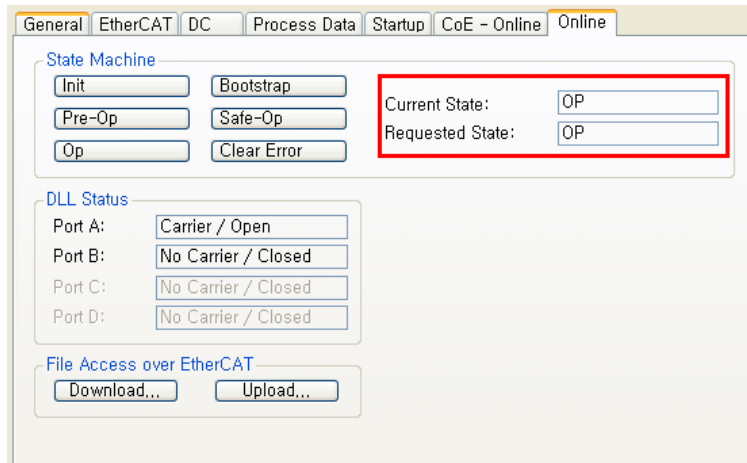 General EtherCAT DC Process Data Startup CoE - Online Online
State Machine
Init Bootstrap
Pre-Op Safe-Op
Op Clear Error
Current State: OP
Requested State: OP
DLL Status
Port A: Carrier / Open
Port B: No Carrier / Closed
Port C: No Carrier / Closed
Port D: No Carrier / Closed
File Access over EtherCAT
Download,,, Upload,,,